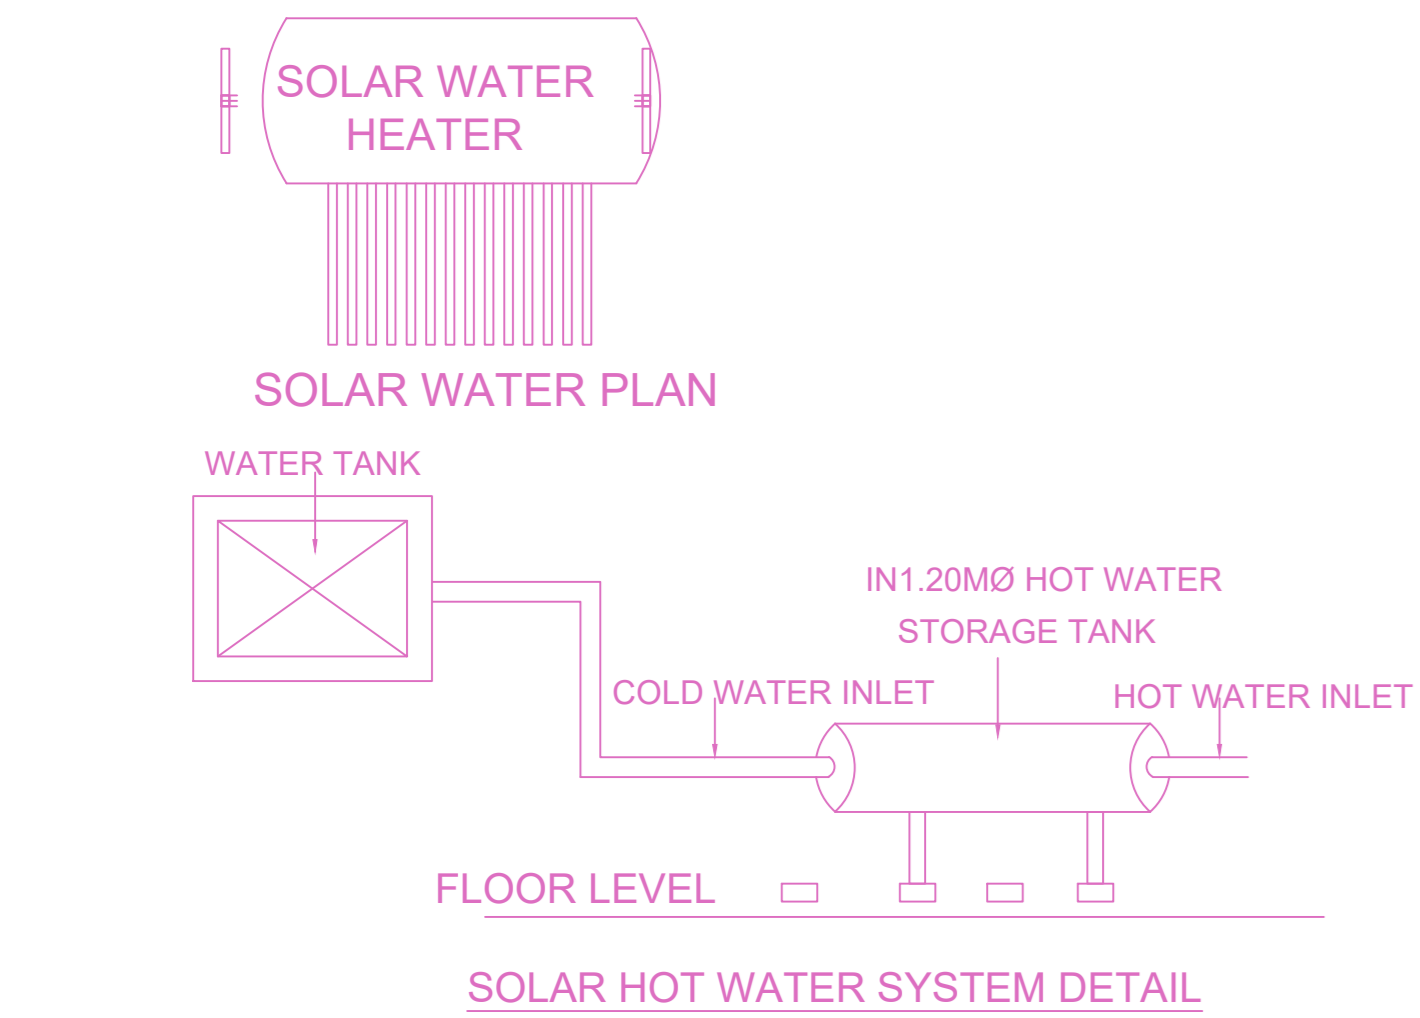 SOLAR WATER
HEATER
SOLAR WATER PLAN
WATER TANK
IN1.20MØ HOT WATER
STORAGE TANK
COLD WATER INLET
HOT WATER INLET
FLOOR LEVEL
SOLAR HOT WATER SYSTEM DETAIL